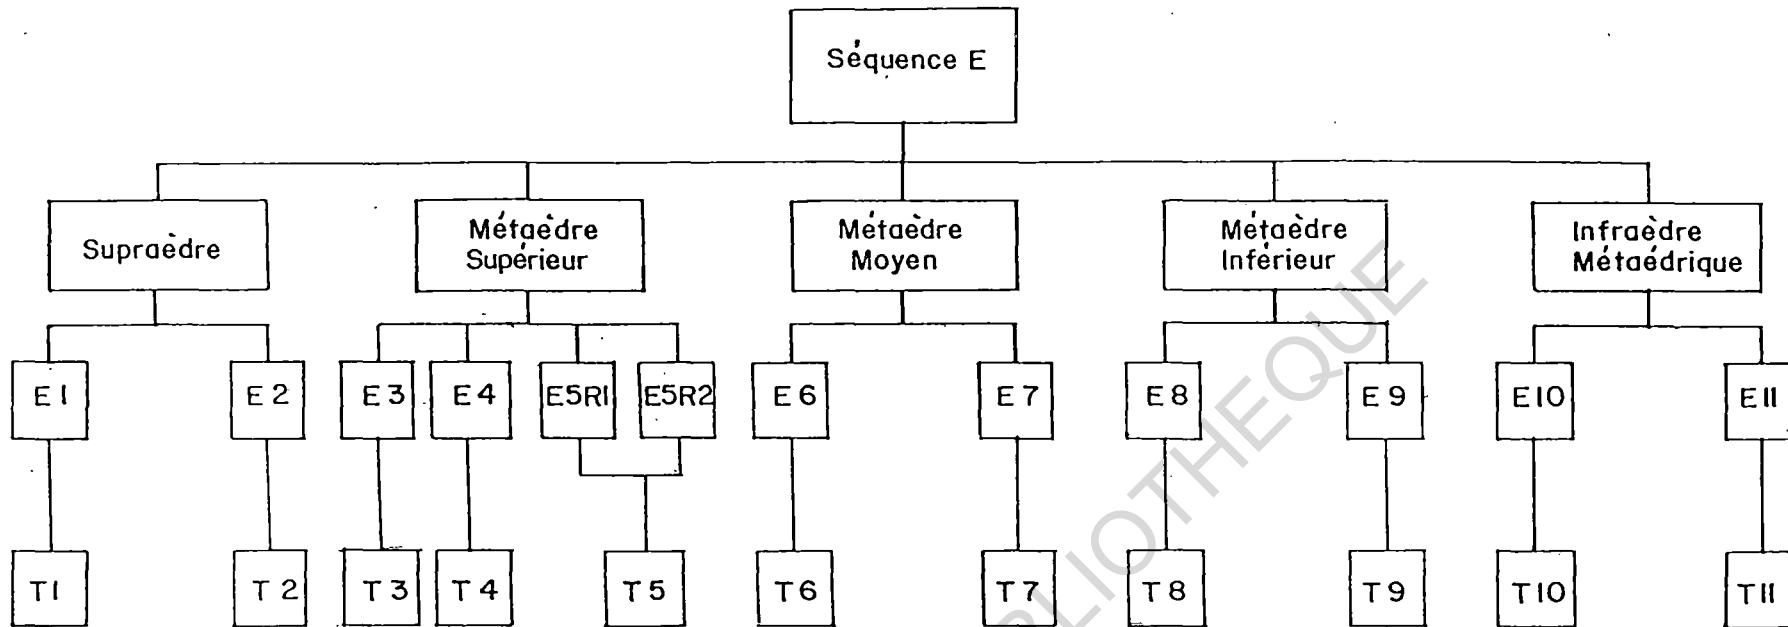 Séquence E
Supraèdre
Métaèdre
Supérieur
Métaèdre
Moyen
Métaèdre
Inférieur
Infraèdre
Métaédrique
E1
E2
E3
E4
E5R1
E5R2
E6
E7
E8
E9
E10
E11
T1
T2
T3
T4
T5
T6
T7
T8
T9
T10
T11
BLIOTHEQUE